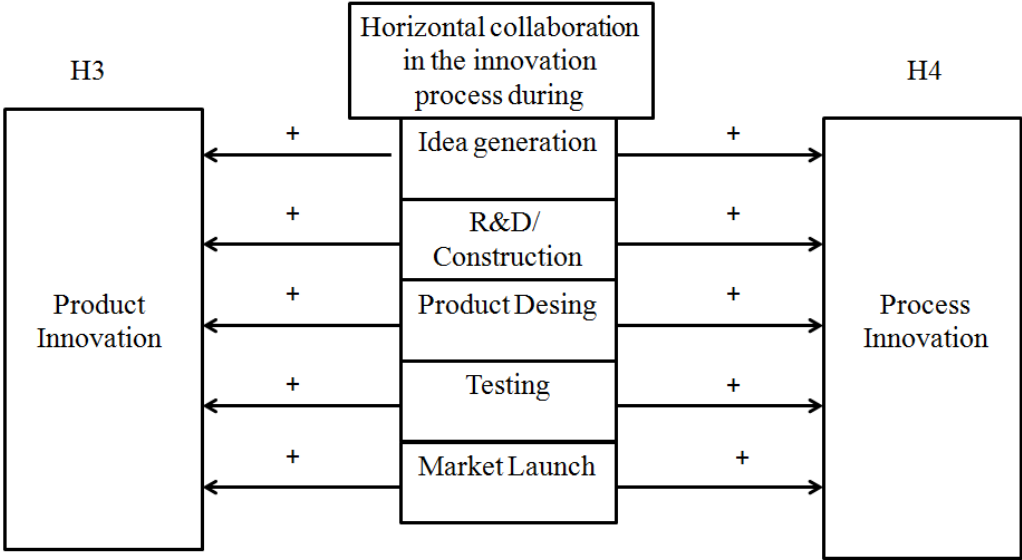 Horizontal collaboration
in the innovation
process during
H3
H4
+
Idea generation
+
+
R&D/
Construction
+
+
Product Desing
+
Product
Innovation
Process
Innovation
+
Testing
+
+
Market Launch
+